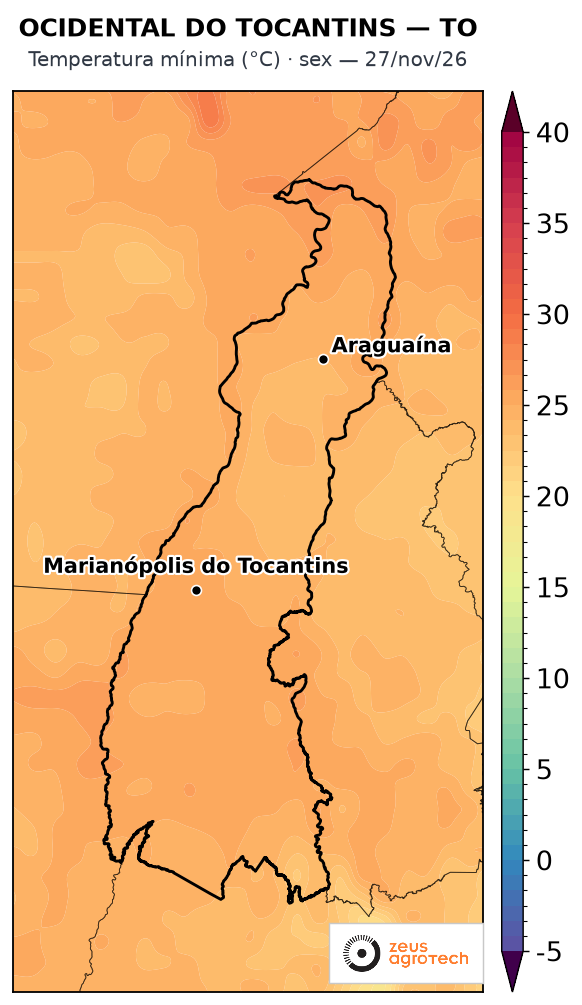 OCIDENTAL DO TOCANTINS — TO
Temperatura mínima (°C) · sex — 27/nov/26
Araguaína
Marianópolis do Tocantins
40
35
30
25
20
15
10
5
0
-5
zeus
agrotech